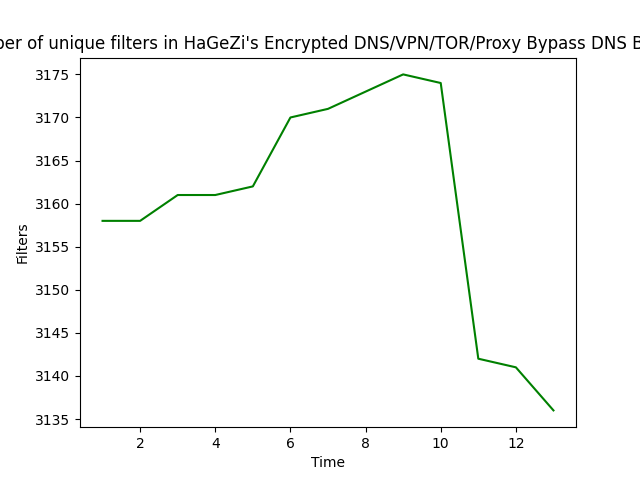 of unique filters in HaGeZi's Encrypted DNS/VPN/TOR/Proxy Bypass DNS
3175
3170
3165
3160
3155
3150
3145
3140
3135
Filters
2 4 6 8 10 12
Time